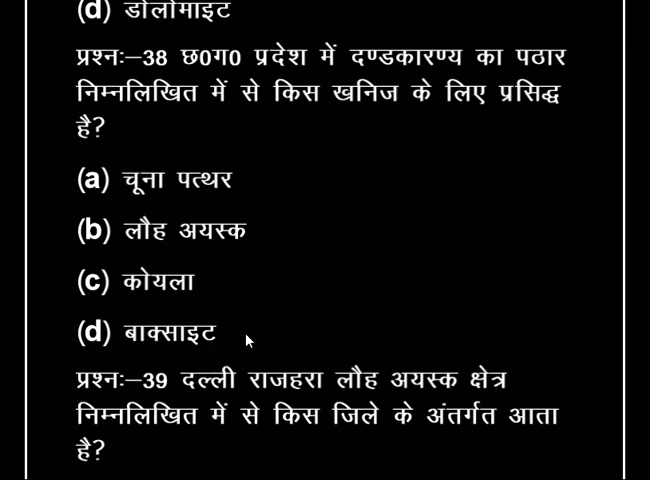 (d) डोलोमाइट
प्रश्नः–38 छ0ग0 प्रदेश में दण्डकारण्य का पठार
निम्नलिखित में से किस खनिज के लिए प्रसिद्ध
है?
(a) चूना पत्थर
(b) लौह अयस्क
(c) कोयला
(d) बाक्साइट
प्रश्नः–39 दल्ली राजहरा लौह अयस्क क्षेत्र
निम्नलिखित में से किस जिले के अंतर्गत आता
है?